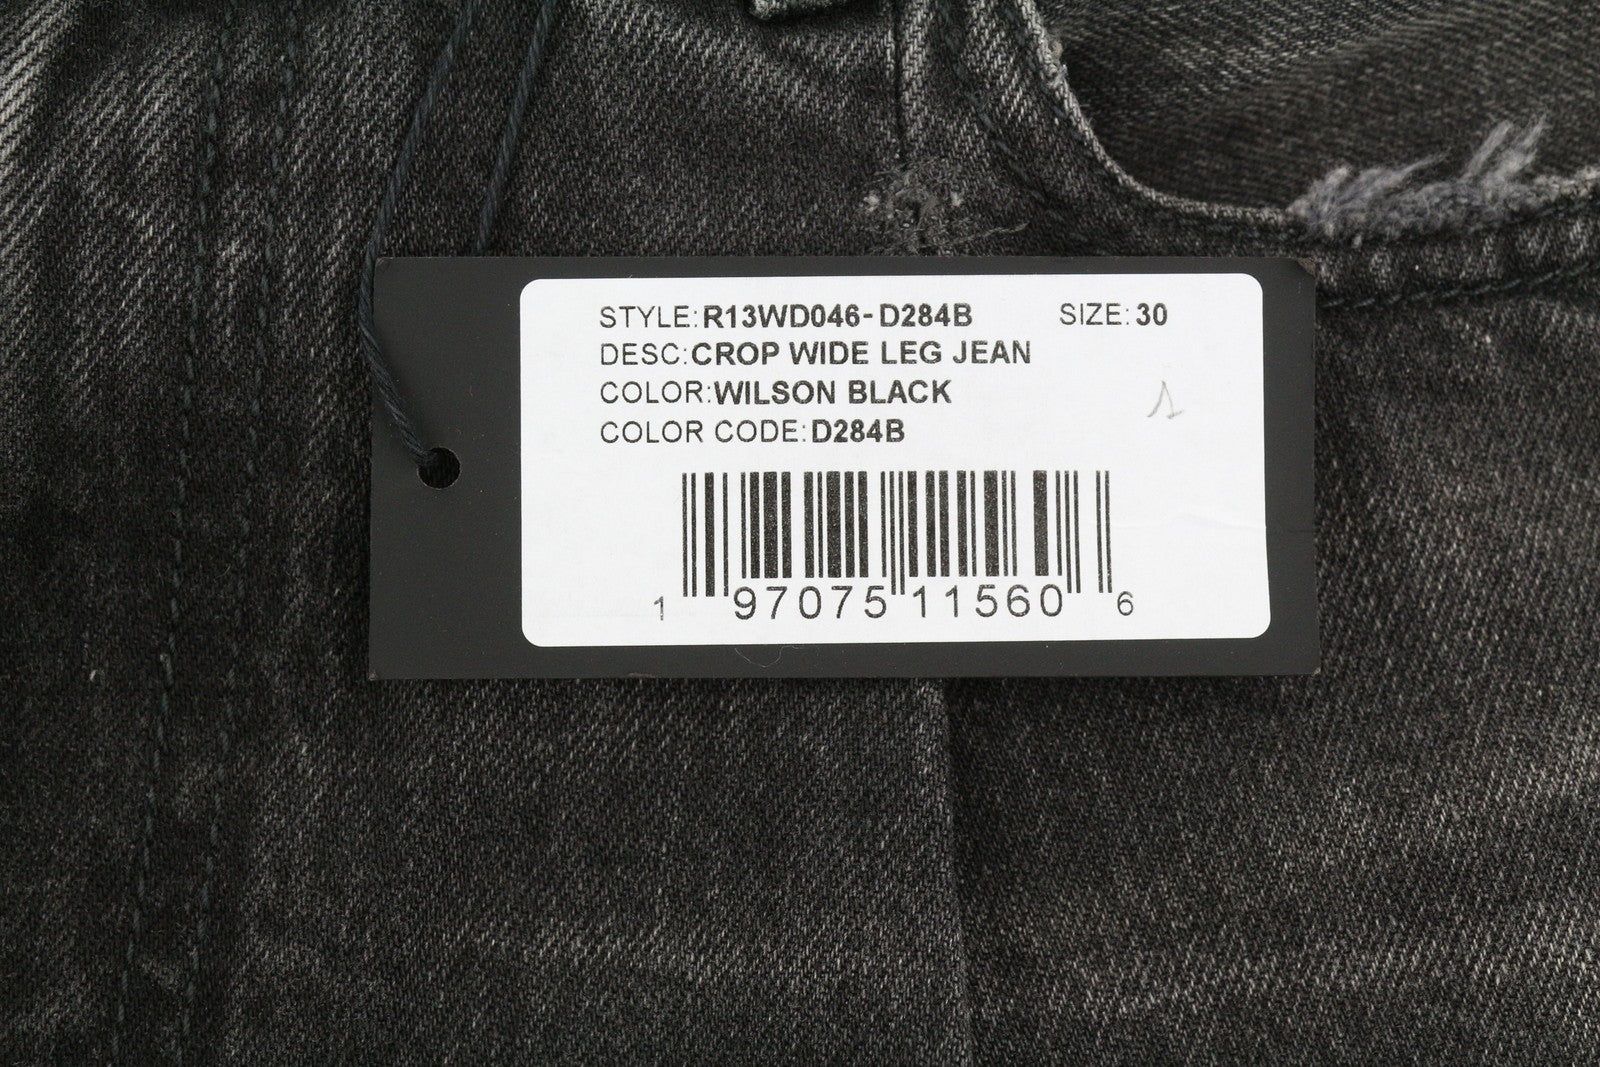 STYLE: R13WD046-D284B SIZE: 30
DESC: CROP WIDE LEG JEAN
COLOR: WILSON BLACK
1
COLOR CODE: D284B
1 97075 11560 6